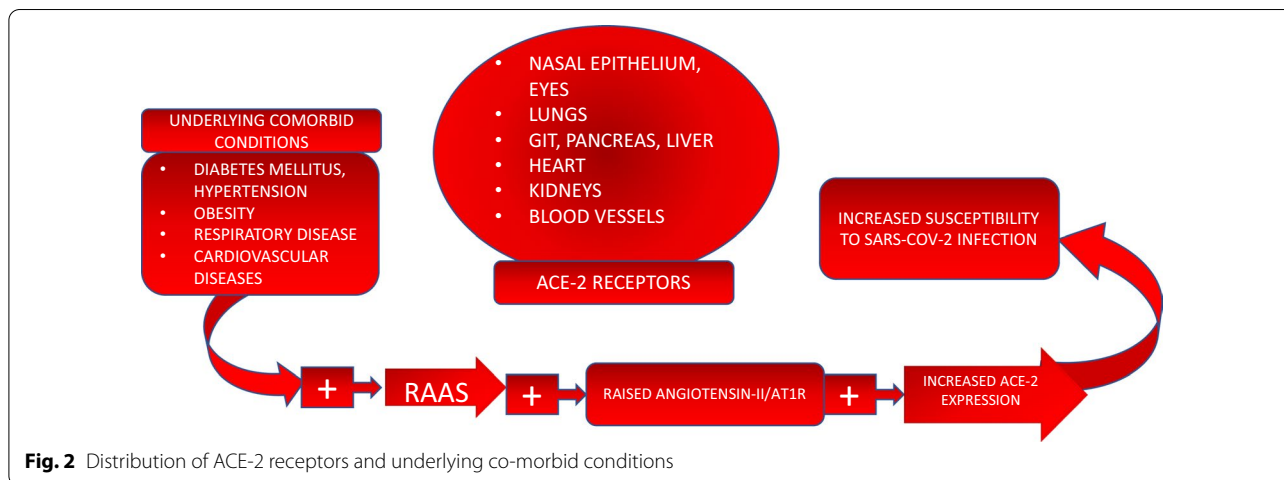 UNDERLYING COMORBID
CONDITIONS
• DIABETES MELLITUS,
HYPERTENSION
• OBESITY
• RESPIRATORY DISEASE
• CARDIOVASCULAR
DISEASES
• NASAL EPITHELIUM,
EYES
• LUNGS
• GIT, PANCREAS, LIVER
• HEART
• KIDNEYS
• BLOOD VESSELS
ACE-2 RECEPTORS
INCREASED SUSCEPTIBILITY
TO SARS-COV-2 INFECTION
+
RAAS
+
RAISED ANGIOTENSIN-II/AT1R
+
INCREASED ACE-2
EXPRESSION
Fig. 2 Distribution of ACE-2 receptors and underlying co-morbid conditions